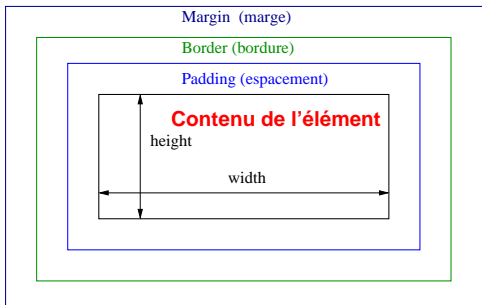 Margin (marge)
Border (bordure)
Padding (espacement)
Contenu de l'élément
height
width